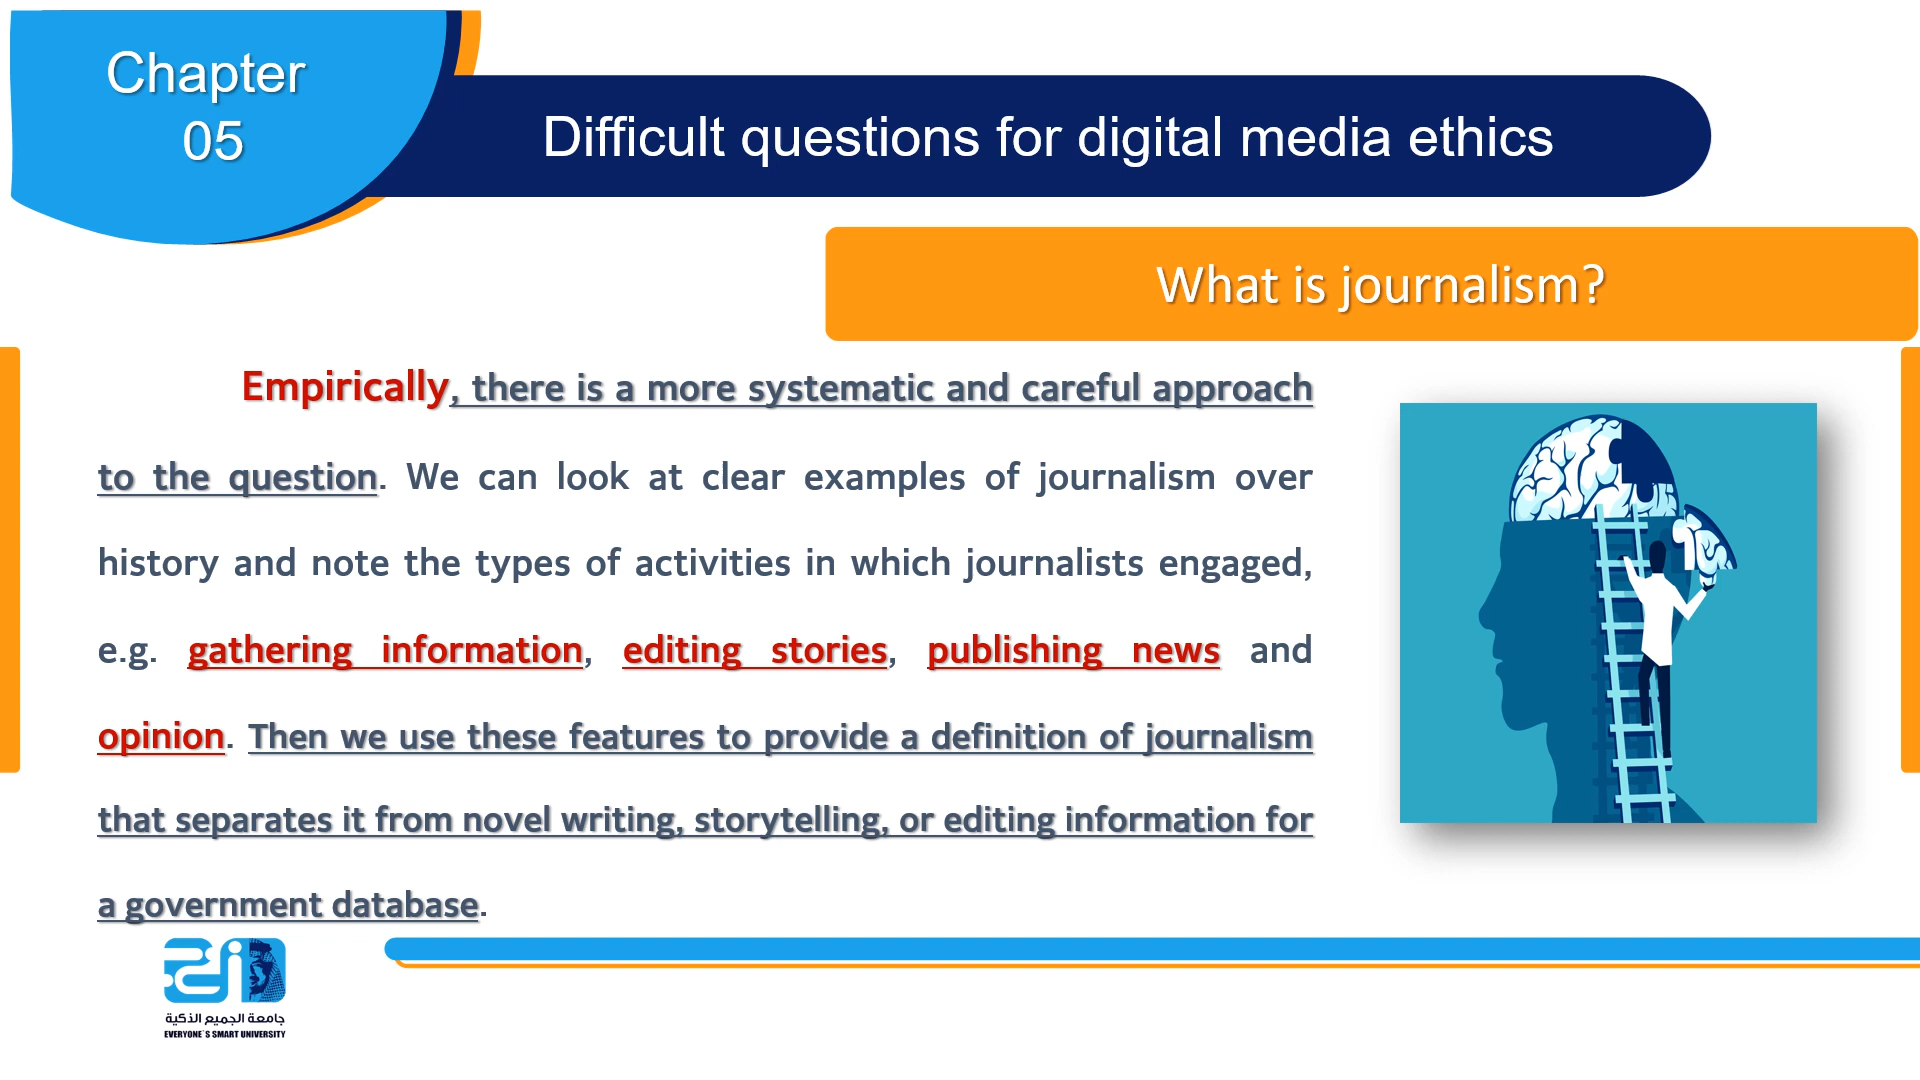 Chapter
05
Difficult questions for digital media ethics
What is journalism?
Empirically, there is a more systematic and careful approach
to the question. We can look at clear examples of journalism over
history and note the types of activities in which journalists engaged,
e.g. gathering information, editing stories, publishing news and
opinion. Then we use these features to provide a definition of journalism
that separates it from novel writing, storytelling, or editing information for
a government database.
جامعة الجميع الذكية
EVERYONE`S SMART UNIVERSITY